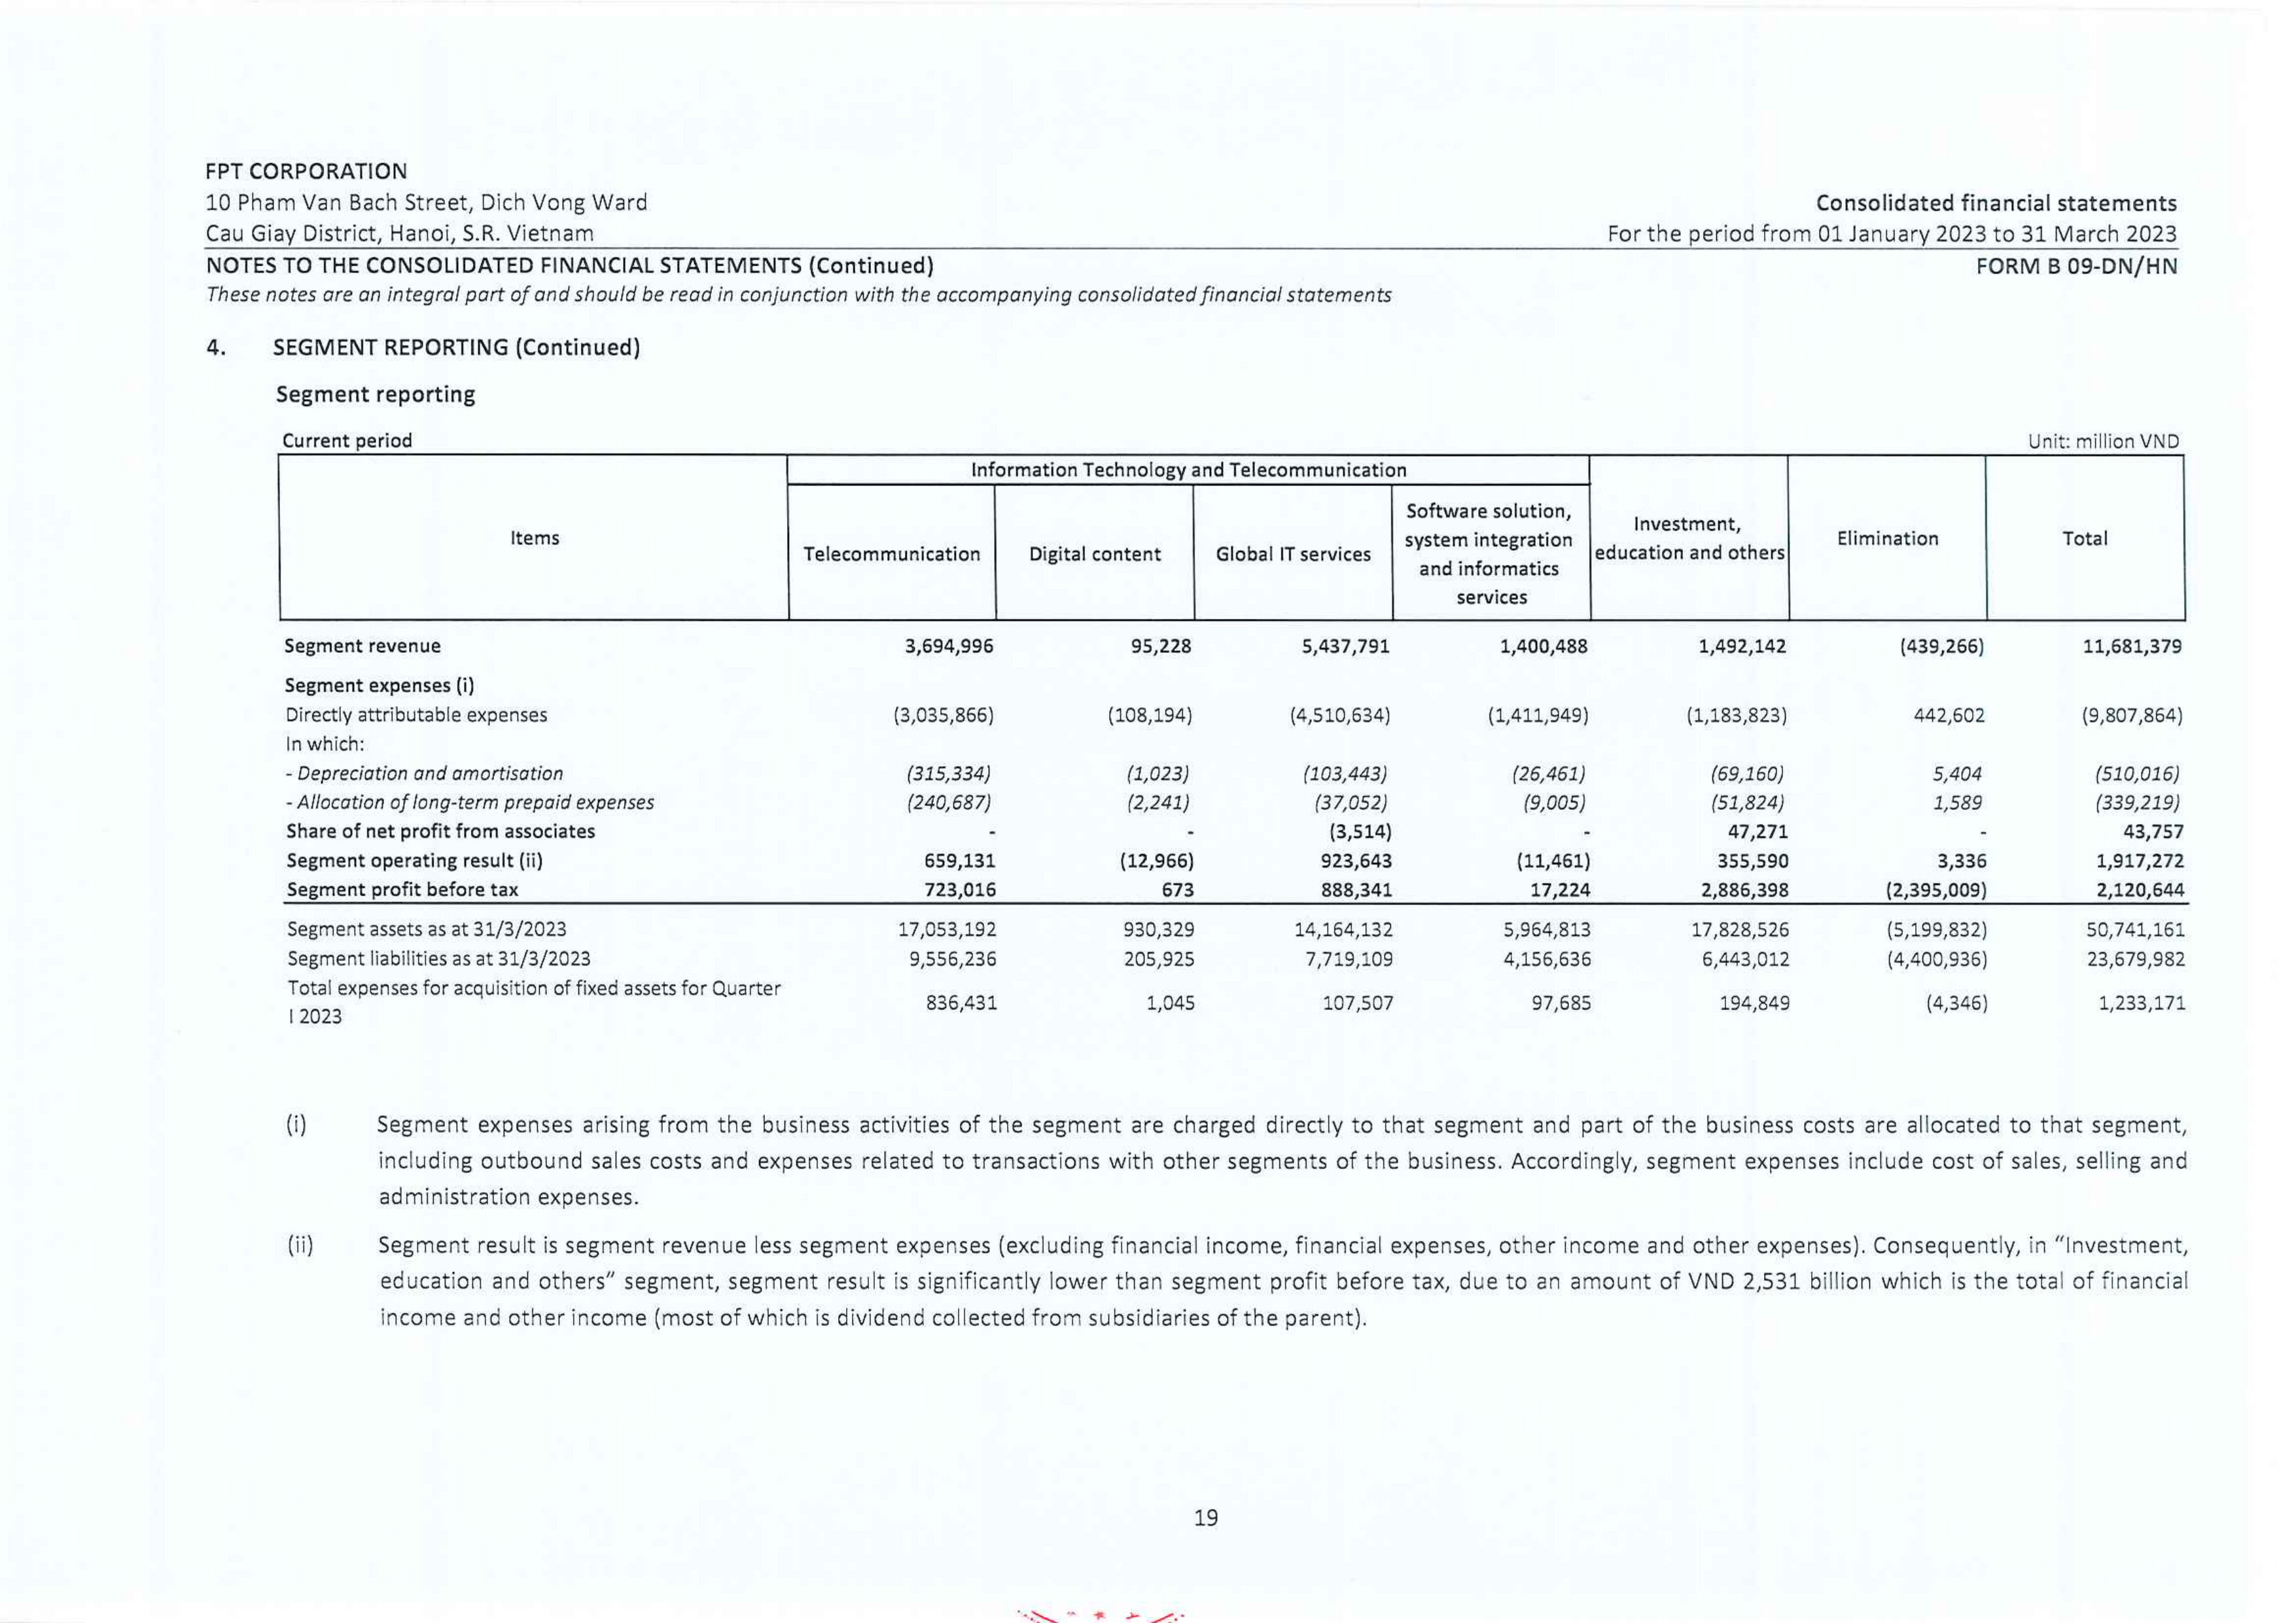 FPT CORPORATION
10 Pham Van Bach Street, Dich Vong Ward
Cau Giay District, Hanoi, S.R. Vietnam
Consolidated financial statements
For the period from 01 January 2023 to 31 March 2023
NOTES TO THE CONSOLIDATED FINANCIAL STATEMENTS (Continued)
FORM B 09-DN/HN
These notes are an integral part of and should be read in conjunction with the accompanying consolidated financial statements
4. SEGMENT REPORTING (Continued)
Segment reporting
Current period
Unit: million VND
Items
Information Technology and Telecommunication
Telecommunication
Digital content
Global IT services
Software solution,
system integration
and informatics
services
Investment,
education and others
Elimination
Total
Segment revenue 3,694,996 95,228 5,437,791 1,400,488 1,492,142 (439,266) 11,681,379
Segment expenses (i)
Directly attributable expenses (3,035,866) (108,194) (4,510,634) (1,411,949) (1,183,823) 442,602 (9,807,864)
In which:
- Depreciation and amortisation (315,334) (1,023) (103,443) (26,461) (69,160) 5,404 (510,016)
- Allocation of long-term prepaid expenses (240,687) (2,241) (37,052) (9,005) (51,824) 1,589 (339,219)
Share of net profit from associates - - (3,514) - 47,271 - 43,757
Segment operating result (ii) 659,131 (12,966) 923,643 (11,461) 355,590 3,336 1,917,272
Segment profit before tax 723,016 673 888,341 17,224 2,886,398 (2,395,009) 2,120,644
Segment assets as at 31/3/2023 17,053,192 930,329 14,164,132 5,964,813 17,828,526 (5,199,832) 50,741,161
Segment liabilities as at 31/3/2023 9,556,236 205,925 7,719,109 4,156,636 6,443,012 (4,400,936) 23,679,982
Total expenses for acquisition of fixed assets for Quarter
I 2023 836,431 1,045 107,507 97,685 194,849 (4,346) 1,233,171
(i) Segment expenses arising from the business activities of the segment are charged directly to that segment and part of the business costs are allocated to that segment,
including outbound sales costs and expenses related to transactions with other segments of the business. Accordingly, segment expenses include cost of sales, selling and
administration expenses.
(ii) Segment result is segment revenue less segment expenses (excluding financial income, financial expenses, other income and other expenses). Consequently, in “Investment,
education and others” segment, segment result is significantly lower than segment profit before tax, due to an amount of VND 2,531 billion which is the total of financial
income and other income (most of which is dividend collected from subsidiaries of the parent).
19